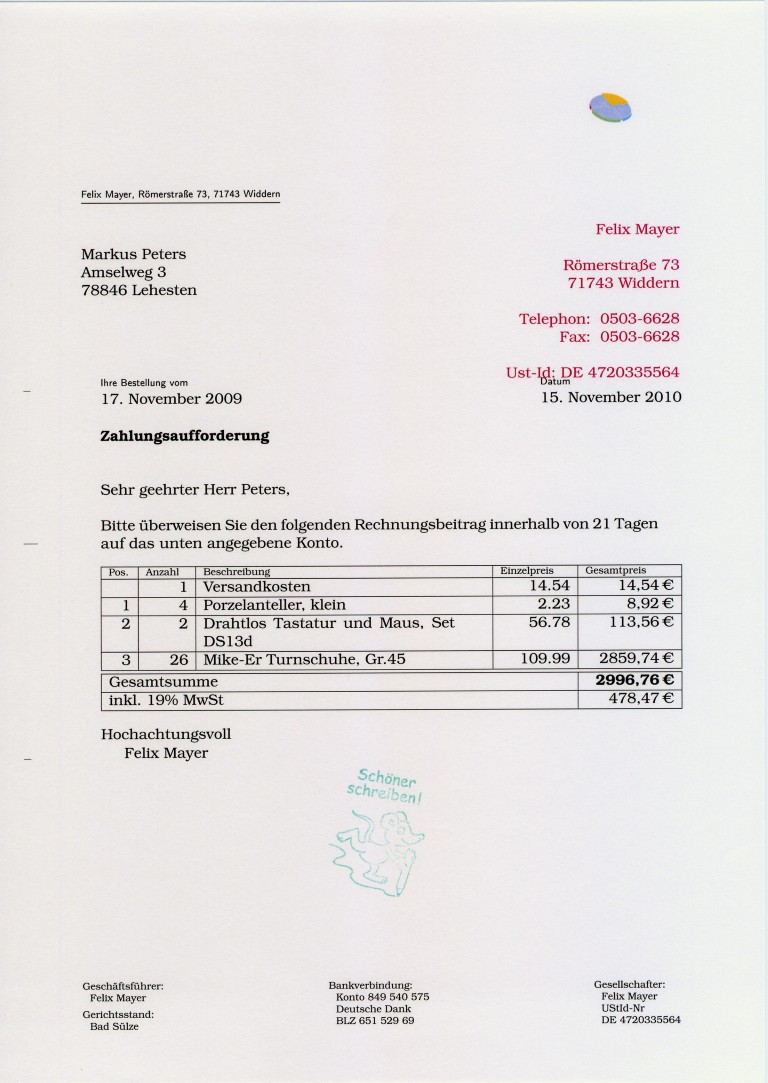 Felix Mayer, Römerstraße 73, 71743 Widdern
Felix Mayer
Markus Peters
Amselweg 3
78846 Lehesten
Römerstraße 73
71743 Widdern
Telephon: 0503-6628
Fax: 0503-6628
Ust-Id: DE 4720335564
Ihre Bestellung vom
17. November 2009
Datum
15. November 2010
Zahlungsaufforderung
Sehr geehrter Herr Peters,
Bitte überweisen Sie den folgenden Rechnungsbeitrag innerhalb von 21 Tagen
auf das unten angegebene Konto.
Pos. Anzahl Beschreibung Einzelpreis Gesamtpreis
1 Versandkosten 14.54 14,54 €
1 4 Porzelanteller, klein 2.23 8,92 €
2 2 Drahtlos Tastatur und Maus, Set 56.78 113,56 €
DS13d
3 26 Mike-Er Turnschuhe, Gr.45 109.99 2859,74 €
Gesamtsumme 2996,76 €
inkl. 19% MwSt 478,47 €
Hochachtungsvoll
Felix Mayer
Schöner
schreiben!
Geschäftsführer:
Felix Mayer
Gerichtsstand:
Bad Sülze
Bankverbindung:
Konto 849 540 575
Deutsche Dank
BLZ 651 529 69
Gesellschafter:
Felix Mayer
UStId-Nr
DE 4720335564